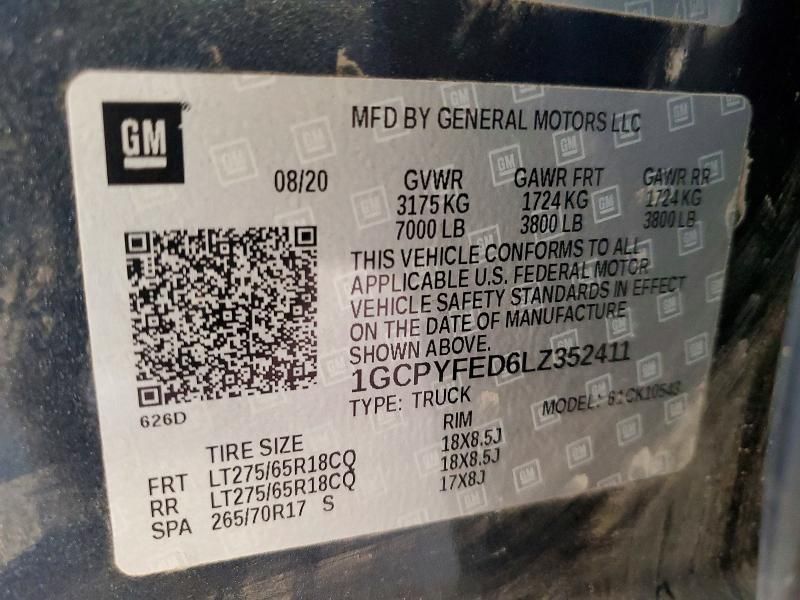 GM
MFD BY GENERAL MOTORS LLC
08/20 GVWR GAWR FRT GAWR RR
3175 KG 1724 KG 1724 KG
7000 LB 3800 LB 3800 LB
THIS VEHICLE CONFORMS TO ALL
APPLICABLE U.S. FEDERAL MOTOR
VEHICLE SAFETY STANDARDS IN EFFECT
ON THE DATE OF MANUFACTURE
SHOWN ABOVE.
1GCPYFED6LZ352411
626D
TYPE: TRUCK MODEL:
TIRE SIZE RIM
FRT LT275/65R18CQ 18X8.5J
RR LT275/65R18CQ 18X8.5J
SPA 265/70R17 S 17X8J